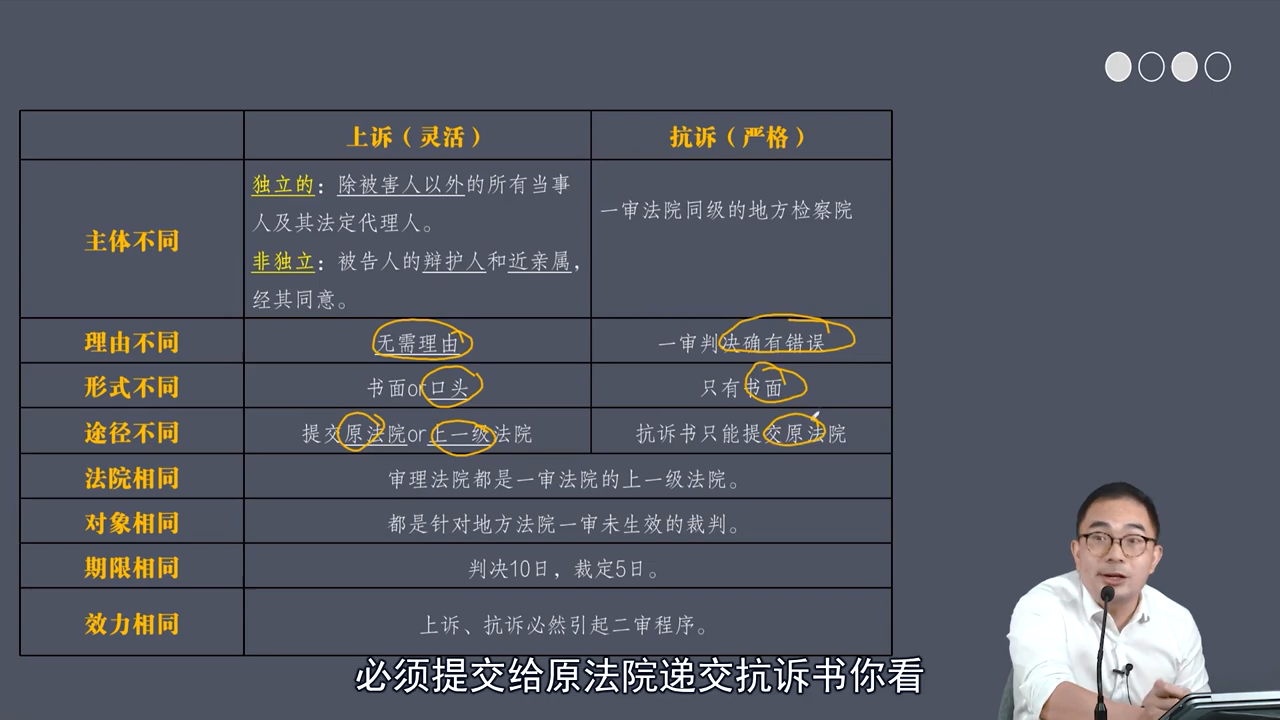 上诉（灵活）
抗诉（严格）
主体不同
独立的：除被害人以外的所有当事
人及其法定代理人。
非独立：被告人的辩护人和近亲属，
经其同意。
一审法院同级的地方检察院
理由不同
无需理由
一审判决确有错误
形式不同
书面or口头
只有书面
途径不同
提交原法院or上一级法院
抗诉书只能提交原法院
法院相同
审理法院都是一审法院的上一级法院。
对象相同
都是针对地方法院一审未生效的裁判。
期限相同
判决10日，裁定5日。
效力相同
上诉、抗诉必然引起二审程序。
必须提交给原法院递交抗诉书你看